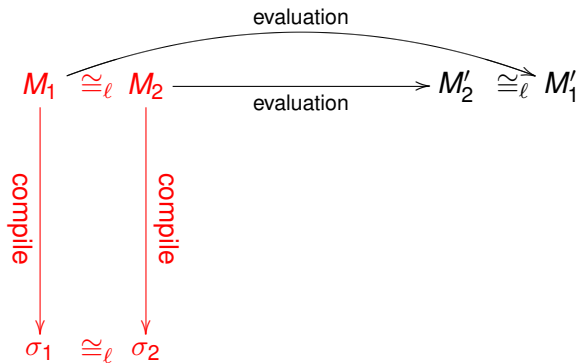 evaluation
M₁ ≅ℓ M₂ M′₂ ≅ℓ M′₁
evaluation
compile compile
σ₁ ≅ℓ σ₂